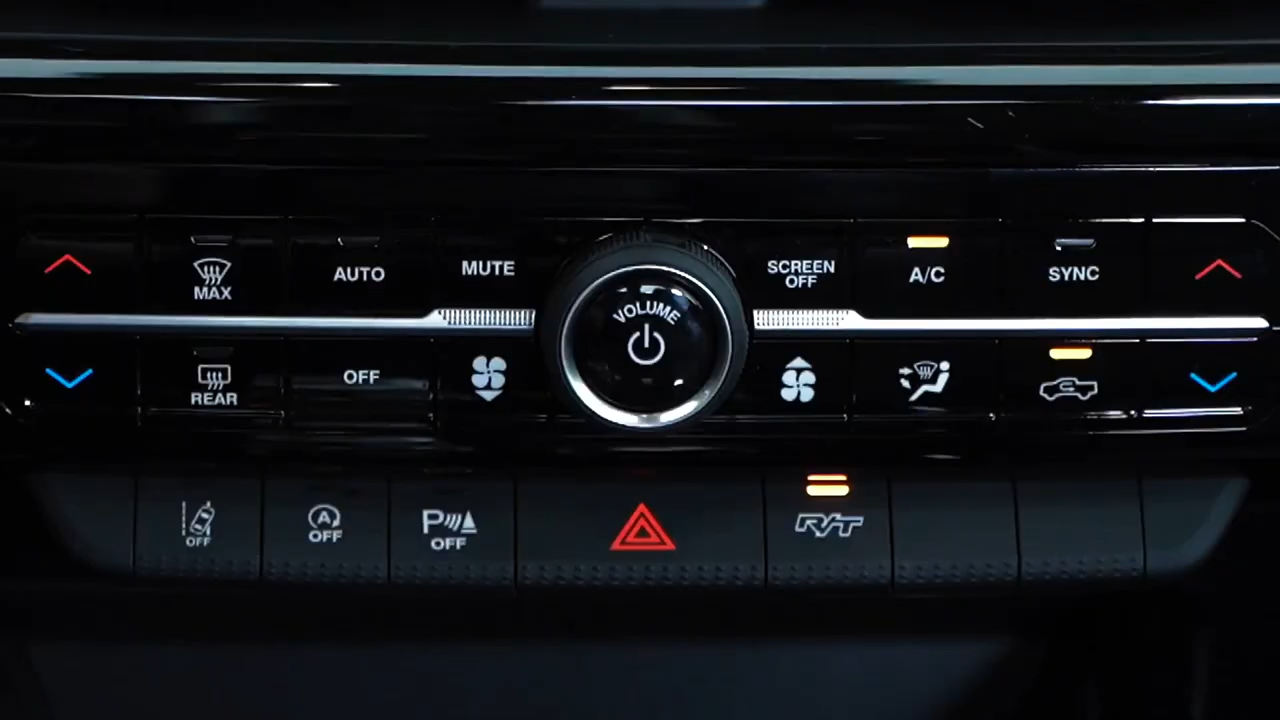 MAX
AUTO
MUTE
VOLUME
SCREEN
OFF
A/C
SYNC
REAR
OFF
OFF
A
OFF
P
OFF
R/T